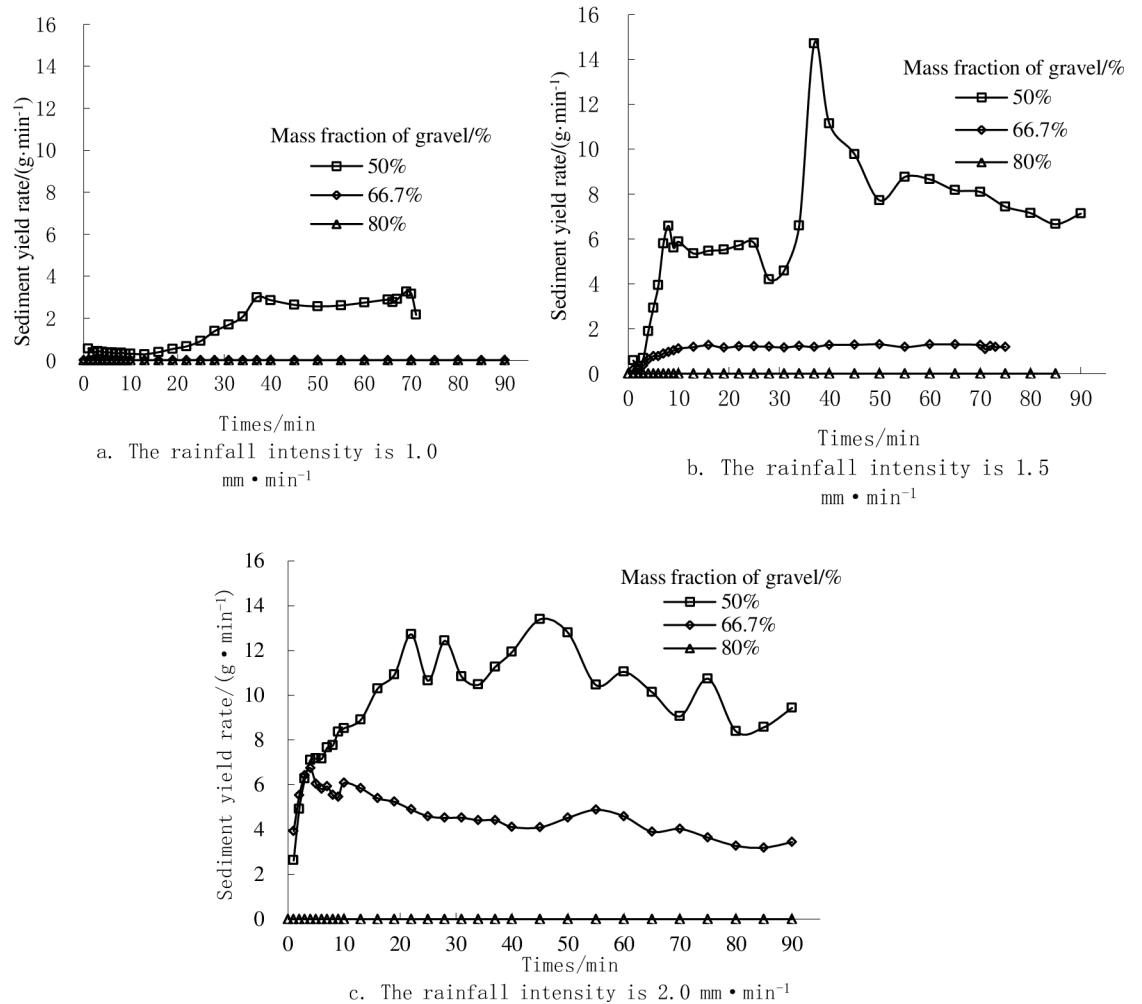 16
14
12
10
8
6
4
2
0
Sediment yield rate/(g·min⁻¹)
Mass fraction of gravel/%
50%
66.7%
80%
0 10 20 30 40 50 60 70 80 90
Times/min
a. The rainfall intensity is 1.0
mm·min⁻¹
16
14
12
10
8
6
4
2
0
Sediment yield rate/(g·min⁻¹)
Mass fraction of gravel/%
50%
66.7%
80%
0 10 20 30 40 50 60 70 80 90
Times/min
b. The rainfall intensity is 1.5
mm·min⁻¹
16
14
12
10
8
6
4
2
0
Sediment yield rate/(g·min⁻¹)
Mass fraction of gravel/%
50%
66.7%
80%
0 10 20 30 40 50 60 70 80 90
Times/min
c. The rainfall intensity is 2.0 mm·min⁻¹